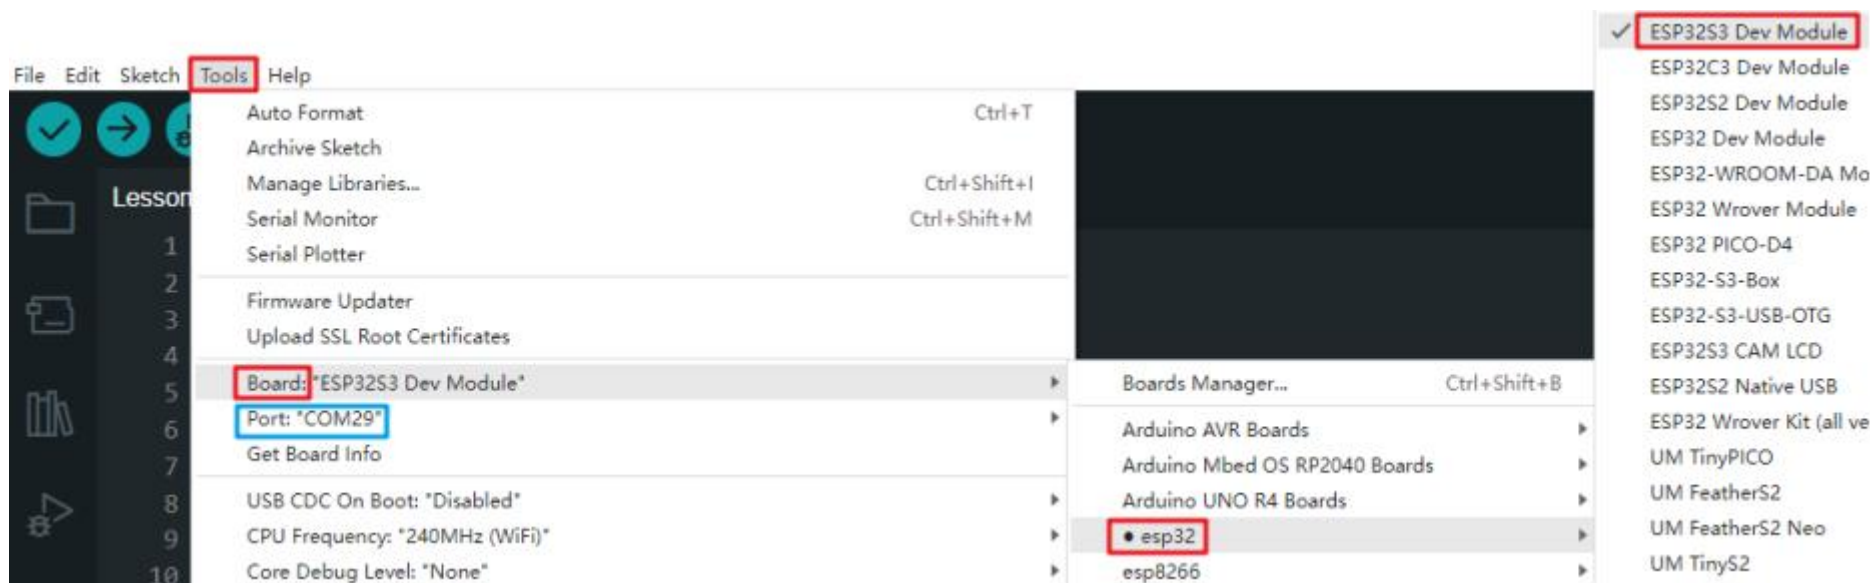 File Edit Sketch Tools Help
Auto Format Ctrl+T
Archive Sketch
Manage Libraries... Ctrl+Shift+I
Serial Monitor Ctrl+Shift+M
Serial Plotter
Firmware Updater
Upload SSL Root Certificates
Board: "ESP32S3 Dev Module"
Port: "COM29"
Get Board Info
USB CDC On Boot: "Disabled"
CPU Frequency: "240MHz (WiFi)"
Core Debug Level: "None"
Lesson
1
2
3
4
5
6
7
8
9
10
Boards Manager... Ctrl+Shift+B
Arduino AVR Boards
Arduino Mbed OS RP2040 Boards
Arduino UNO R4 Boards
● esp32
esp8266
✓ ESP32S3 Dev Module
ESP32C3 Dev Module
ESP32S2 Dev Module
ESP32 Dev Module
ESP32-WROOM-DA Mo
ESP32 Wrover Module
ESP32 PICO-D4
ESP32-S3-Box
ESP32-S3-USB-OTG
ESP32S3 CAM LCD
ESP32S2 Native USB
ESP32 Wrover Kit (all ve
UM TinyPICO
UM FeatherS2
UM FeatherS2 Neo
UM TinyS2